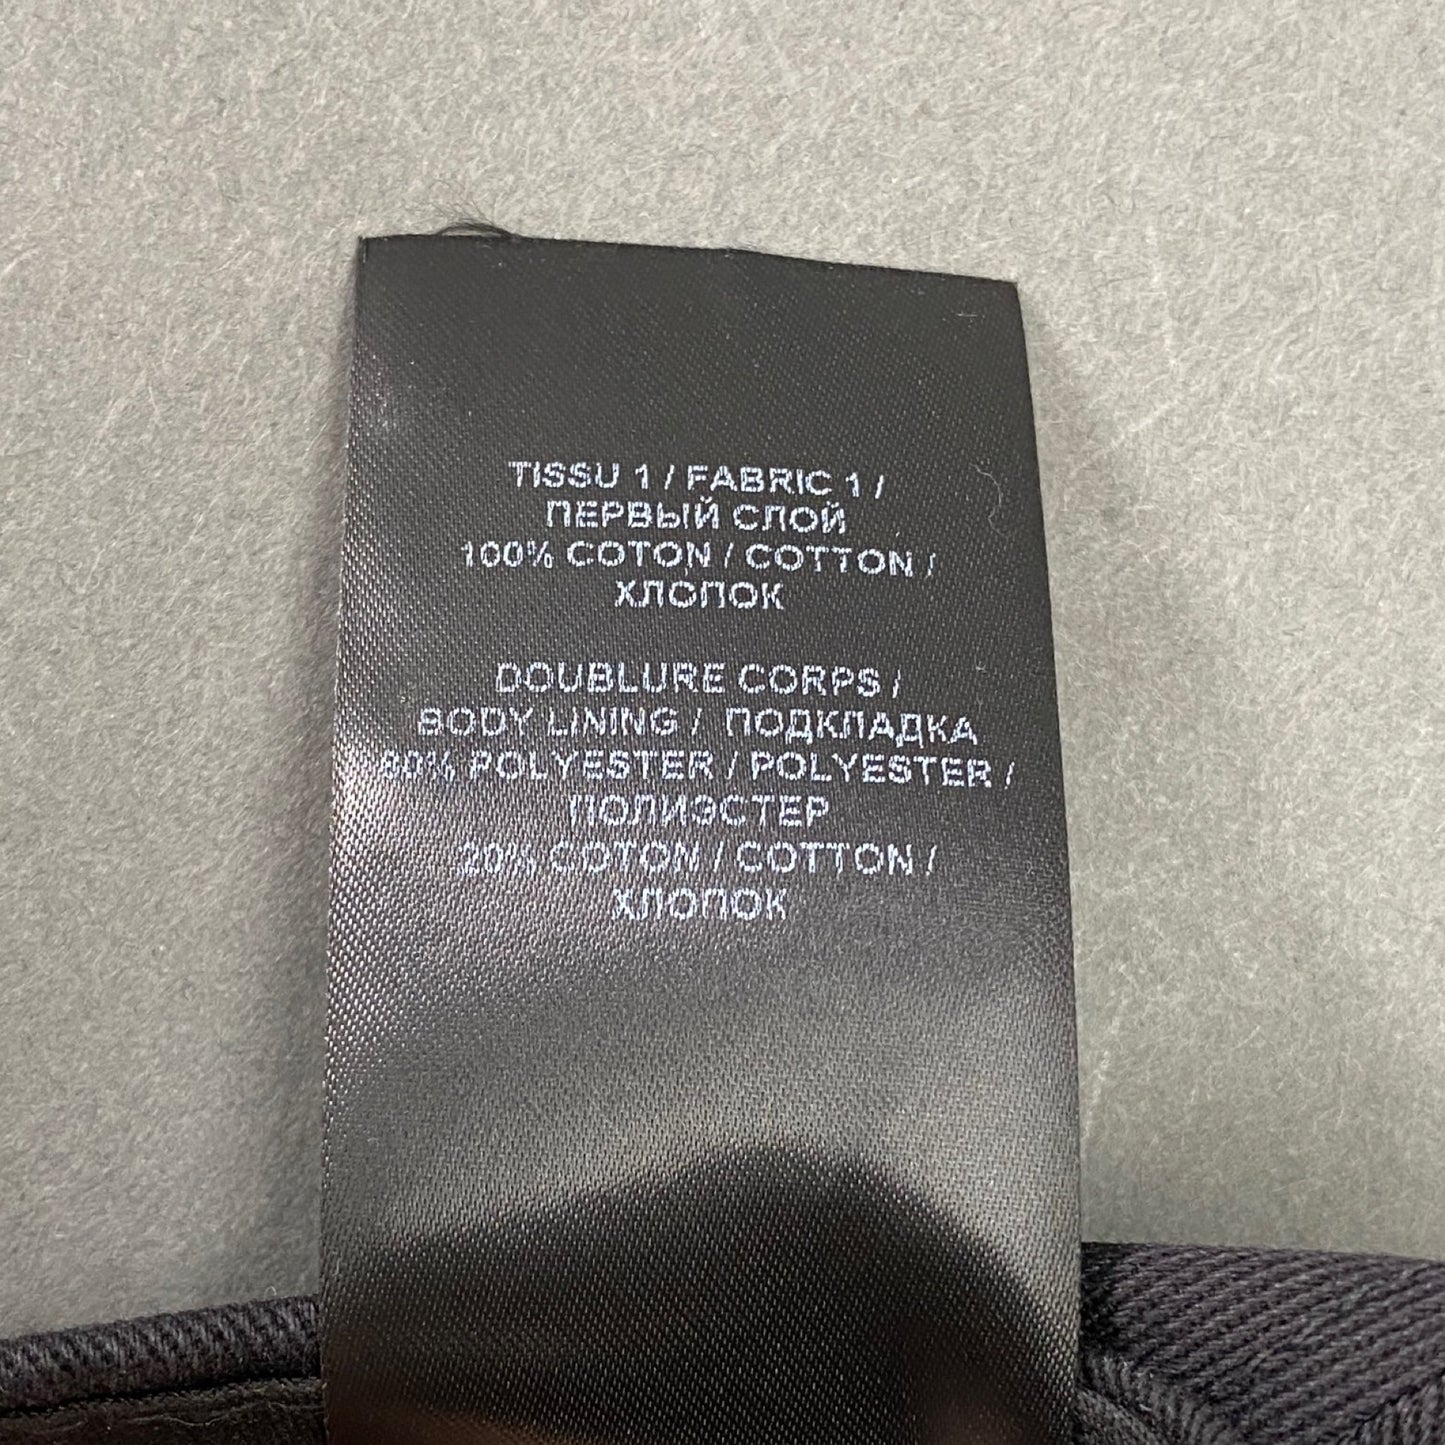 TISSU 1 / FABRIC 1 /
ПЕРВЫЙ СЛОЙ
100% COTON / COTTON /
ХЛОПОК
DOUBLURE CORPS /
BODY LINING / ПОДКЛАДКА
80% POLYESTER / POLYESTER /
ПОЛИЭСТЕР
20% COTON / COTTON /
ХЛОПОК